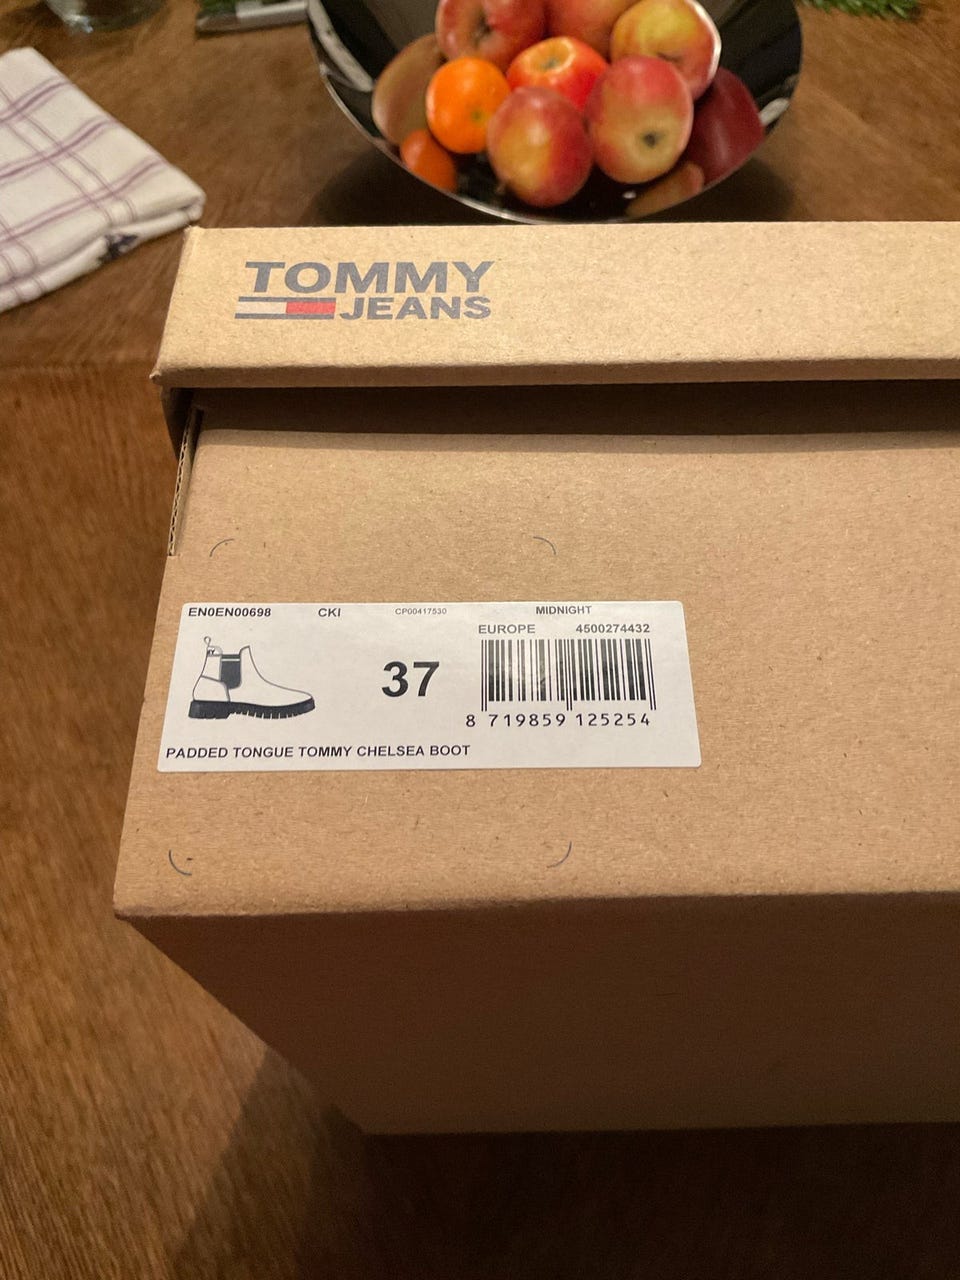 TOMMY
JEANS
EN0EN00698 CKI CP00417530 MIDNIGHT
EUROPE 4500274432
37
8 719859 125254
PADDED TONGUE TOMMY CHELSEA BOOT